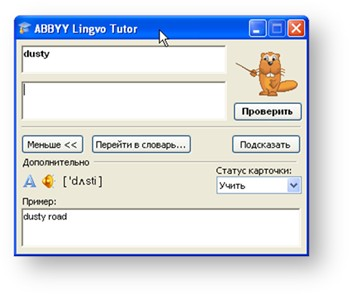 ABBYY Lingvo Tutor
dusty
Проверить
Меньше <<
Перейти в словарь...
Подсказать
Дополнительно
Статус карточки:
A
['dʌsti]
Учить
Пример:
dusty road